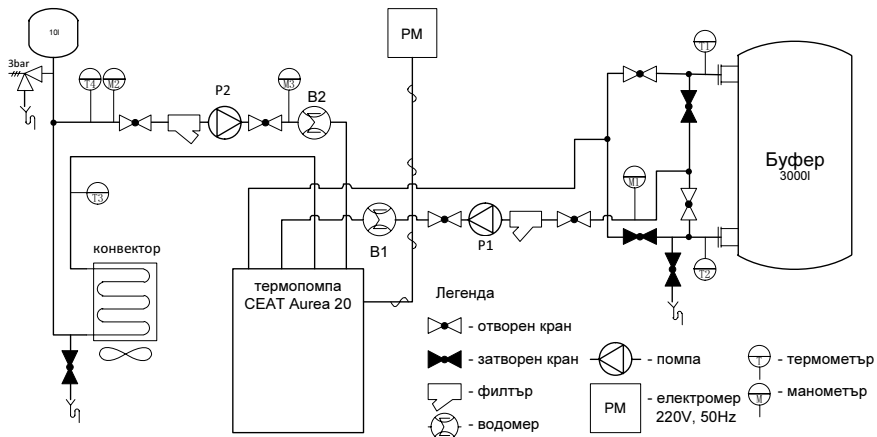 10l
PM
3bar
T1
T4
M2
P2
M3
B2
Буфер
3000l
M1
T3
B1
P1
T2
конвектор
термопомпа
CEAT Aurea 20
Легенда
- отворен кран
- затворен кран
- филтър
- водомер
- помпа
PM
- електромер
220V, 50Hz
T
- термометър
M
- манометър